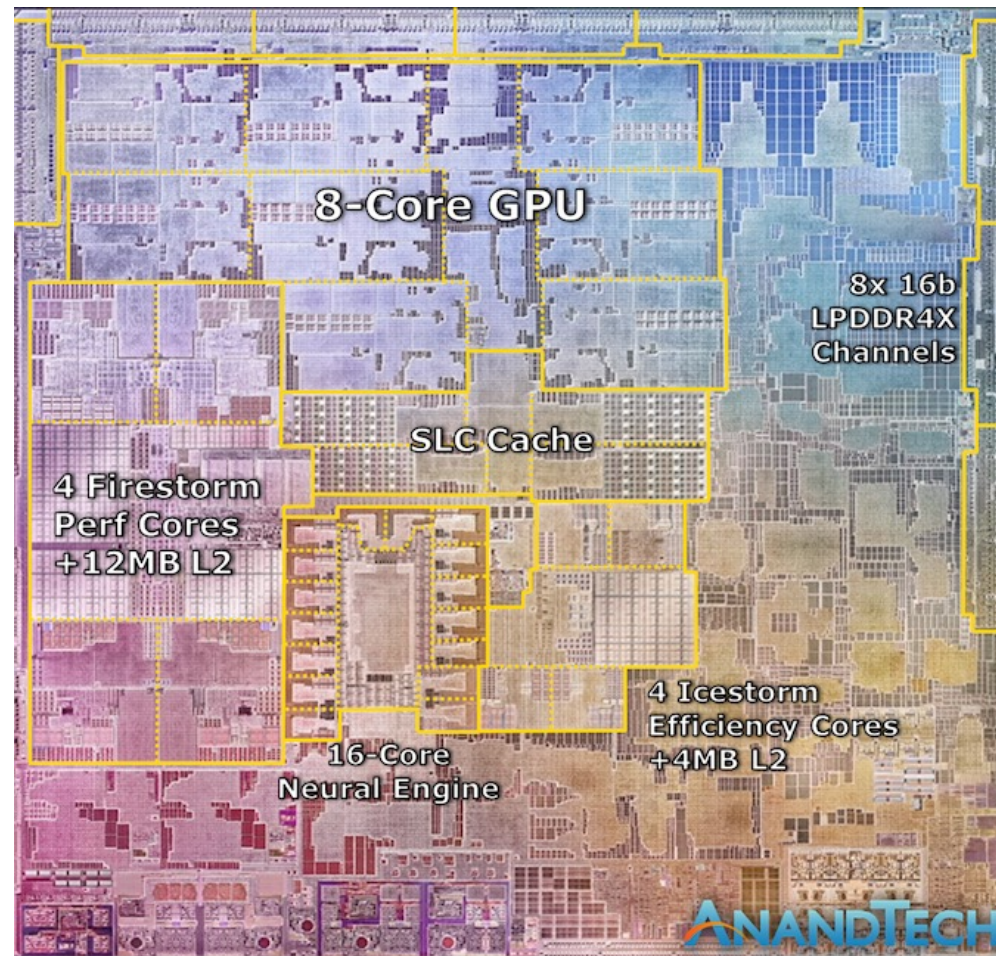 8-Core GPU
8x 16b
LPDDR4X
Channels
SLC Cache
4 Firestorm
Perf Cores
+12MB L2
4 Icestorm
Efficiency Cores
+4MB L2
16-Core
Neural Engine
ANANDTECH